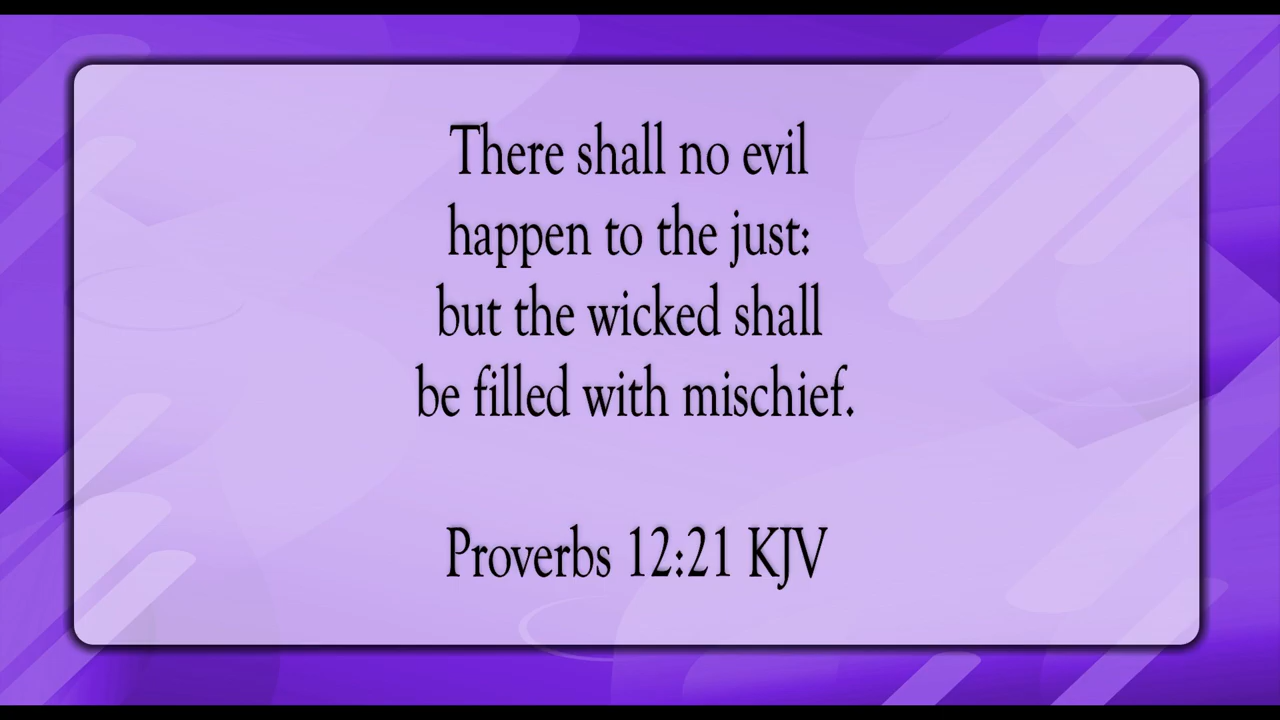 There shall no evil
happen to the just:
but the wicked shall
be filled with mischief.
Proverbs 12:21 KJV